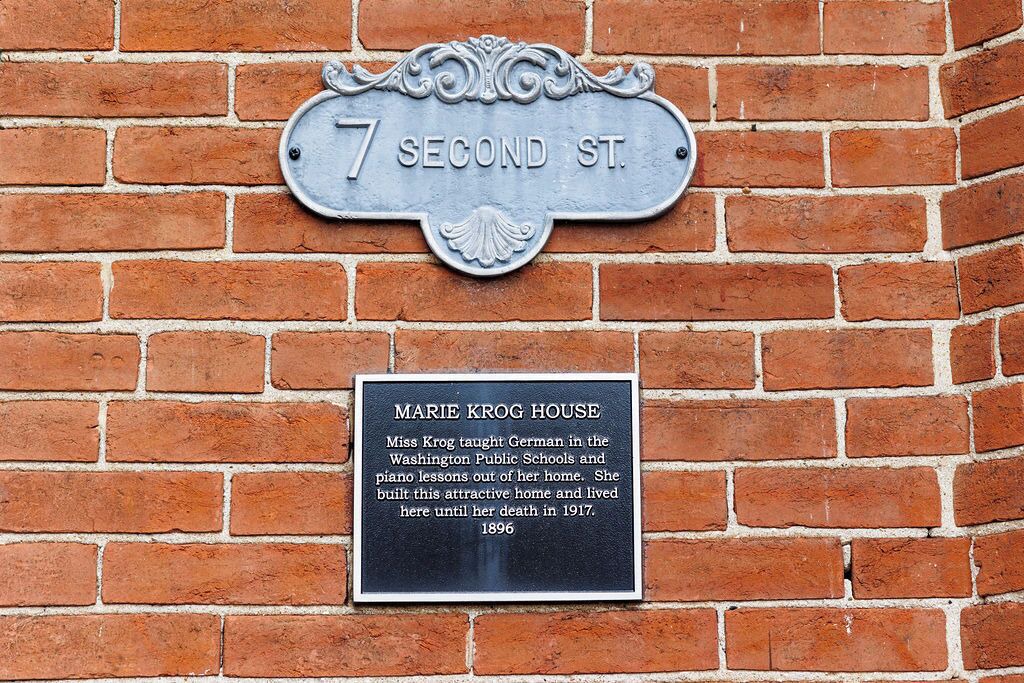 7 SECOND ST.
MARIE KROG HOUSE
Miss Krog taught German in the
Washington Public Schools and
piano lessons out of her home. She
built this attractive home and lived
here until her death in 1917.
1896